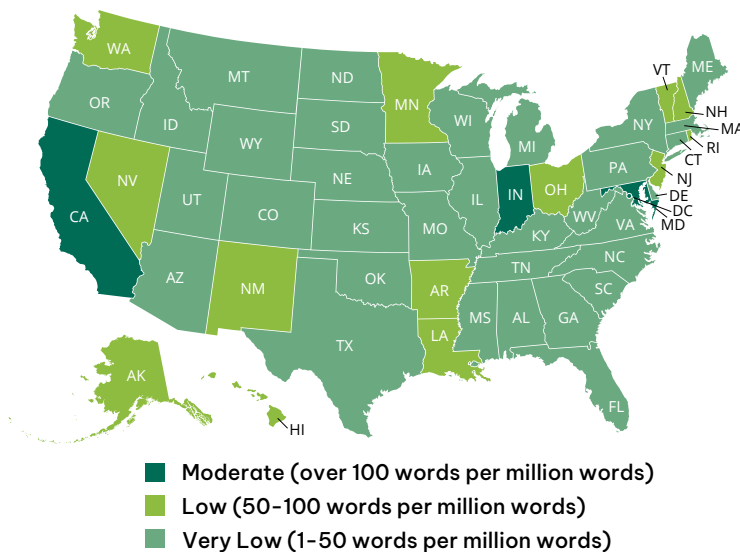 WA
MT
ND
MN
VT
ME
OR
ID
SD
WI
NY
NH
MA
WY
MI
RI
CT
NE
IA
PA
NJ
NV
UT
IL
IN
OH
DE
DC
MD
CA
CO
KS
MO
WV
VA
KY
AZ
NM
OK
AR
TN
NC
SC
TX
MS
AL
GA
LA
AK
HI
FL
Moderate (over 100 words per million words)
Low (50-100 words per million words)
Very Low (1-50 words per million words)